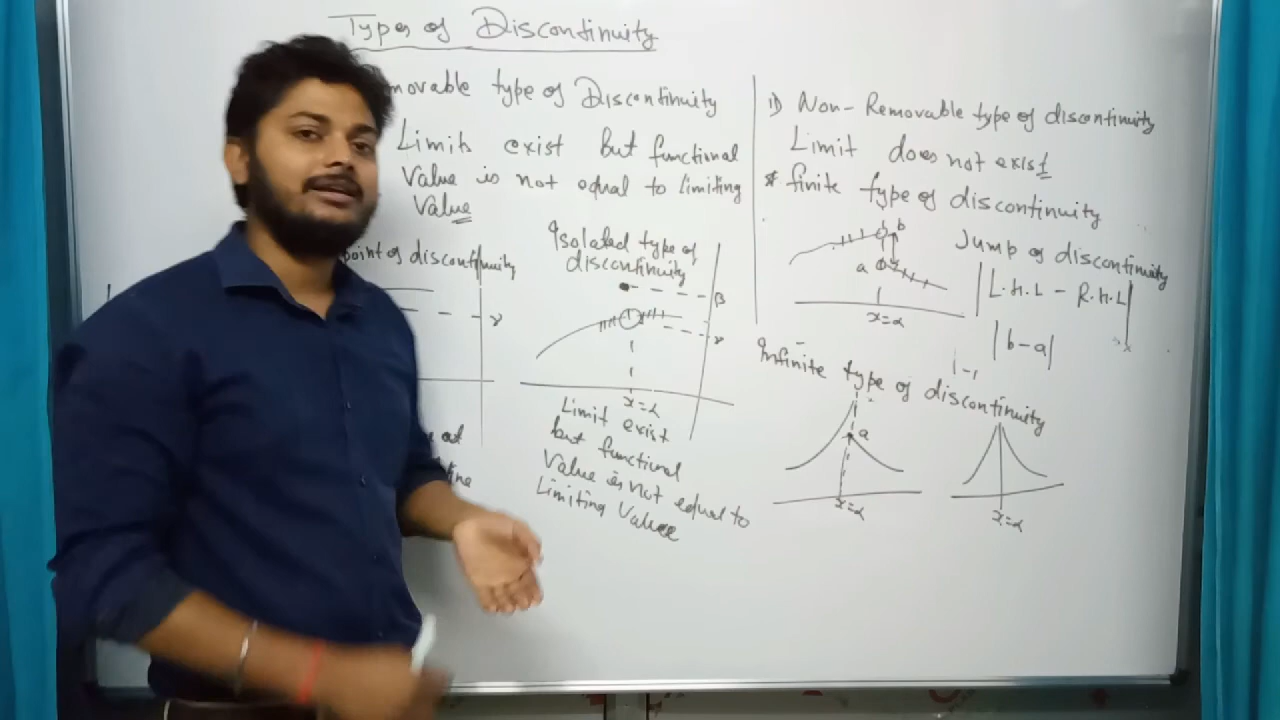 Types of Discontinuity
movable type of Discontinuity
Limit exist but functional
Value is not equal to limiting
Value
point of discontinuity
γ
Isolated type of
discontinuity
β
γ
x=α
Limit exist
but functional
Value is not equal to
Limiting Value
1) Non-Removable type of discontinuity
Limit does not exist
* finite type of discontinuity
b
a
x=α
Jump of discontinuity
|L.H.L - R.H.L|
|b-a|
Infinite type of discontinuity
a
x=α
x=α